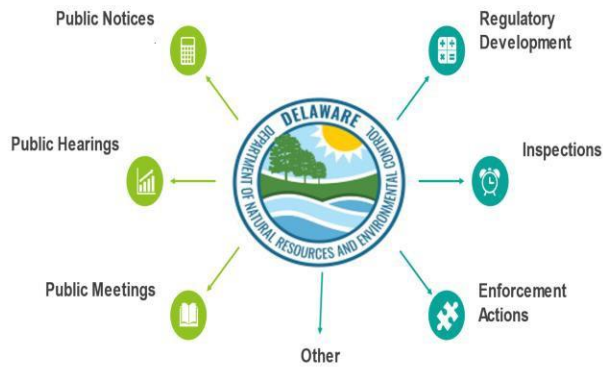 Public Notices
Regulatory
Development
DELAWARE
DEPARTMENT OF NATURAL RESOURCES AND ENVIRONMENTAL CONTROL
Public Hearings
Inspections
Public Meetings
Enforcement
Actions
Other